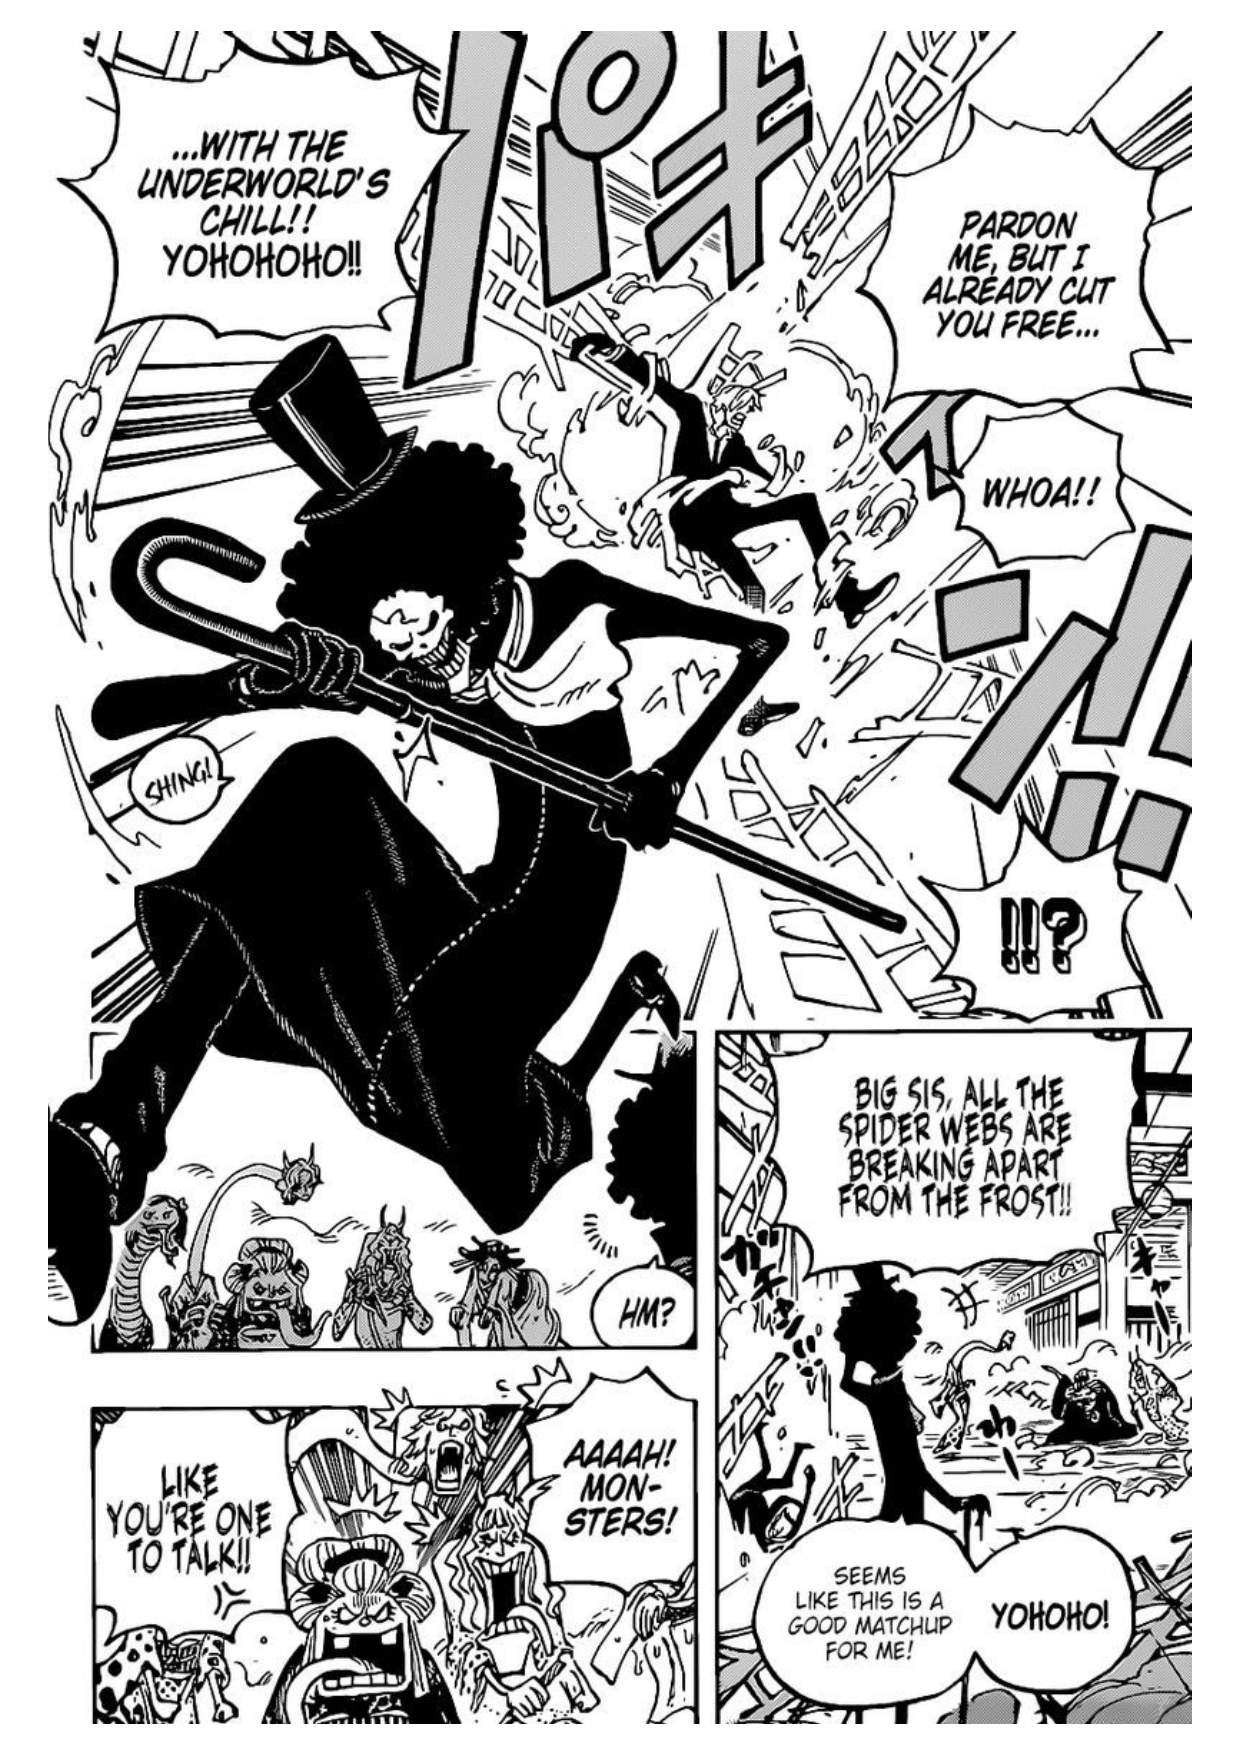 PARDON
ME, BUT I
ALREADY CUT
YOU FREE...
...WITH THE
UNDERWORLD'S
CHILL!!
YOHOHOHO!!
パキ
WHOA!!
イ
ン!!
SHING!
!!?
BIG SIS, ALL THE
SPIDER WEBS ARE
BREAKING APART
FROM THE FROST!!
YOHOHO!
SEEMS
LIKE THIS IS A
GOOD MATCHUP
FOR ME!
HM?
AAAAH!
MON-
STERS!
LIKE
YOU'RE ONE
TO TALK!!